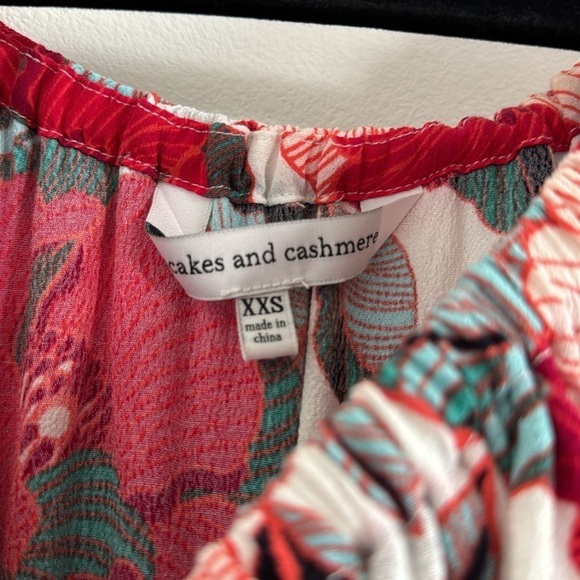 cakes and cashmere
XXS
made in
china